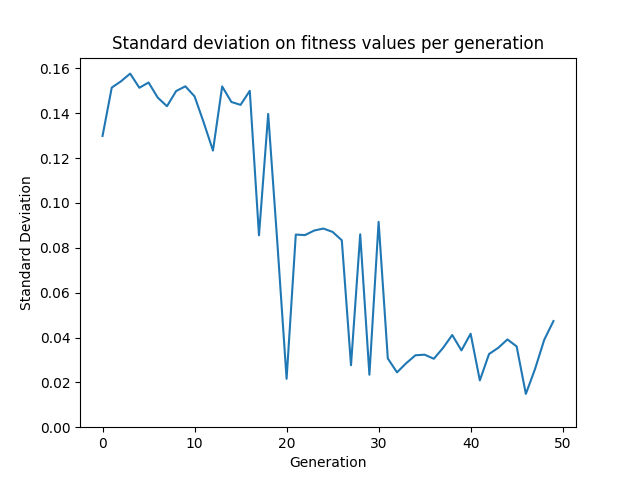 Standard deviation on fitness values per generation
0.16
0.14
0.12
0.10
0.08
0.06
0.04
0.02
0.00
Standard Deviation
0 10 20 30 40 50
Generation